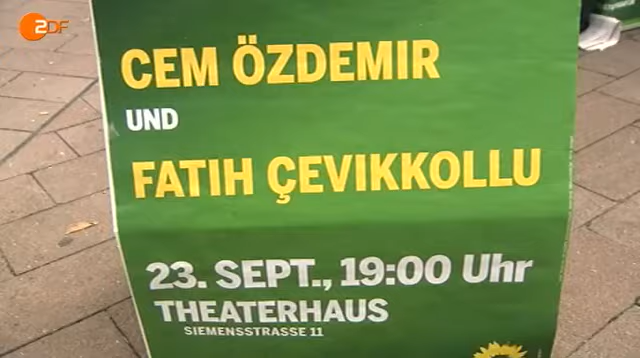 ZDF
CEM ÖZDEMIR
UND
FATIH ÇEVIKKOLLU
23. SEPT., 19:00 Uhr
THEATERHAUS
SIEMENSSTRASSE 11